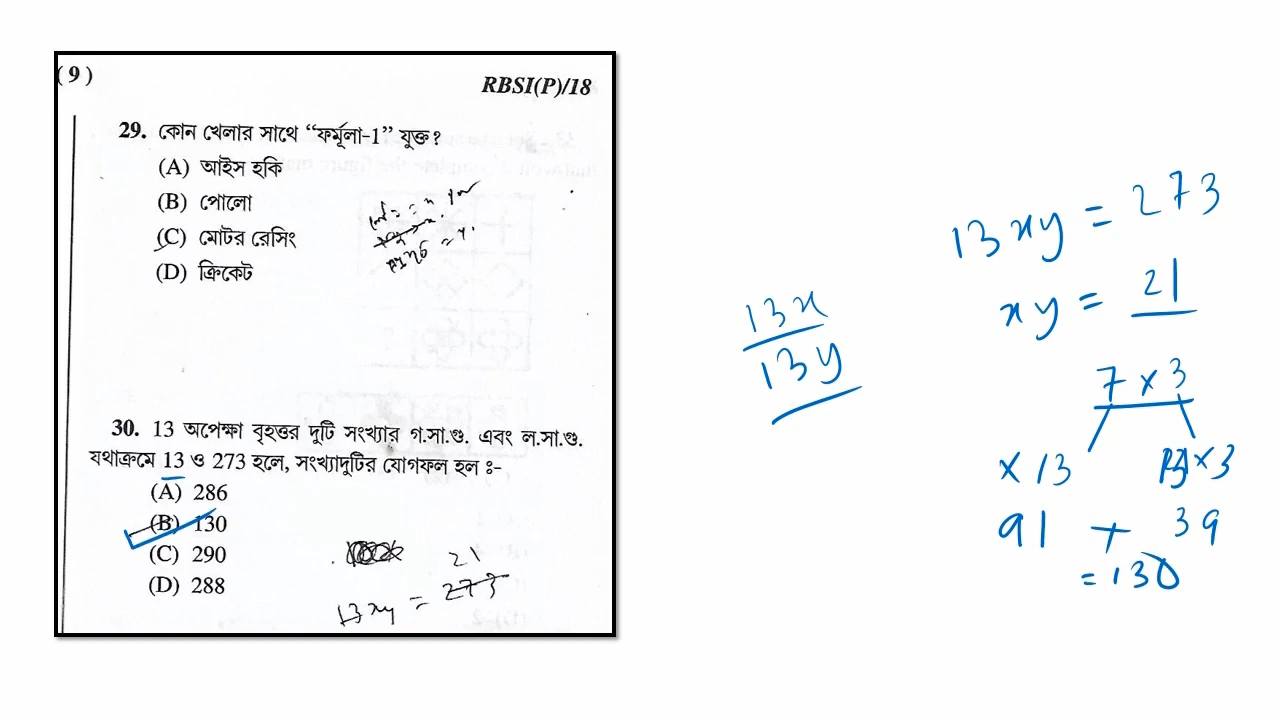 ( 9 )
RBSI(P)/18
29. কোন খেলার সাথে “ফর্মূলা-1” যুক্ত?
(A) আইস হকি
(B) পোলো
(C) মোটর রেসিং
(D) ক্রিকেট
30. 13 অপেক্ষা বৃহত্তর দুটি সংখ্যার গ.সা.গু. এবং ল.সা.গু.
যথাক্রমে 13 ও 273 হলে, সংখ্যাদুটির যোগফল হল ঃ-
(A) 286
(B) 130
(C) 290
(D) 288
21
13xy = 273
13x
13y
13xy = 273
xy = 21
7 x 3
x 13
x 3
91 + 39
= 130